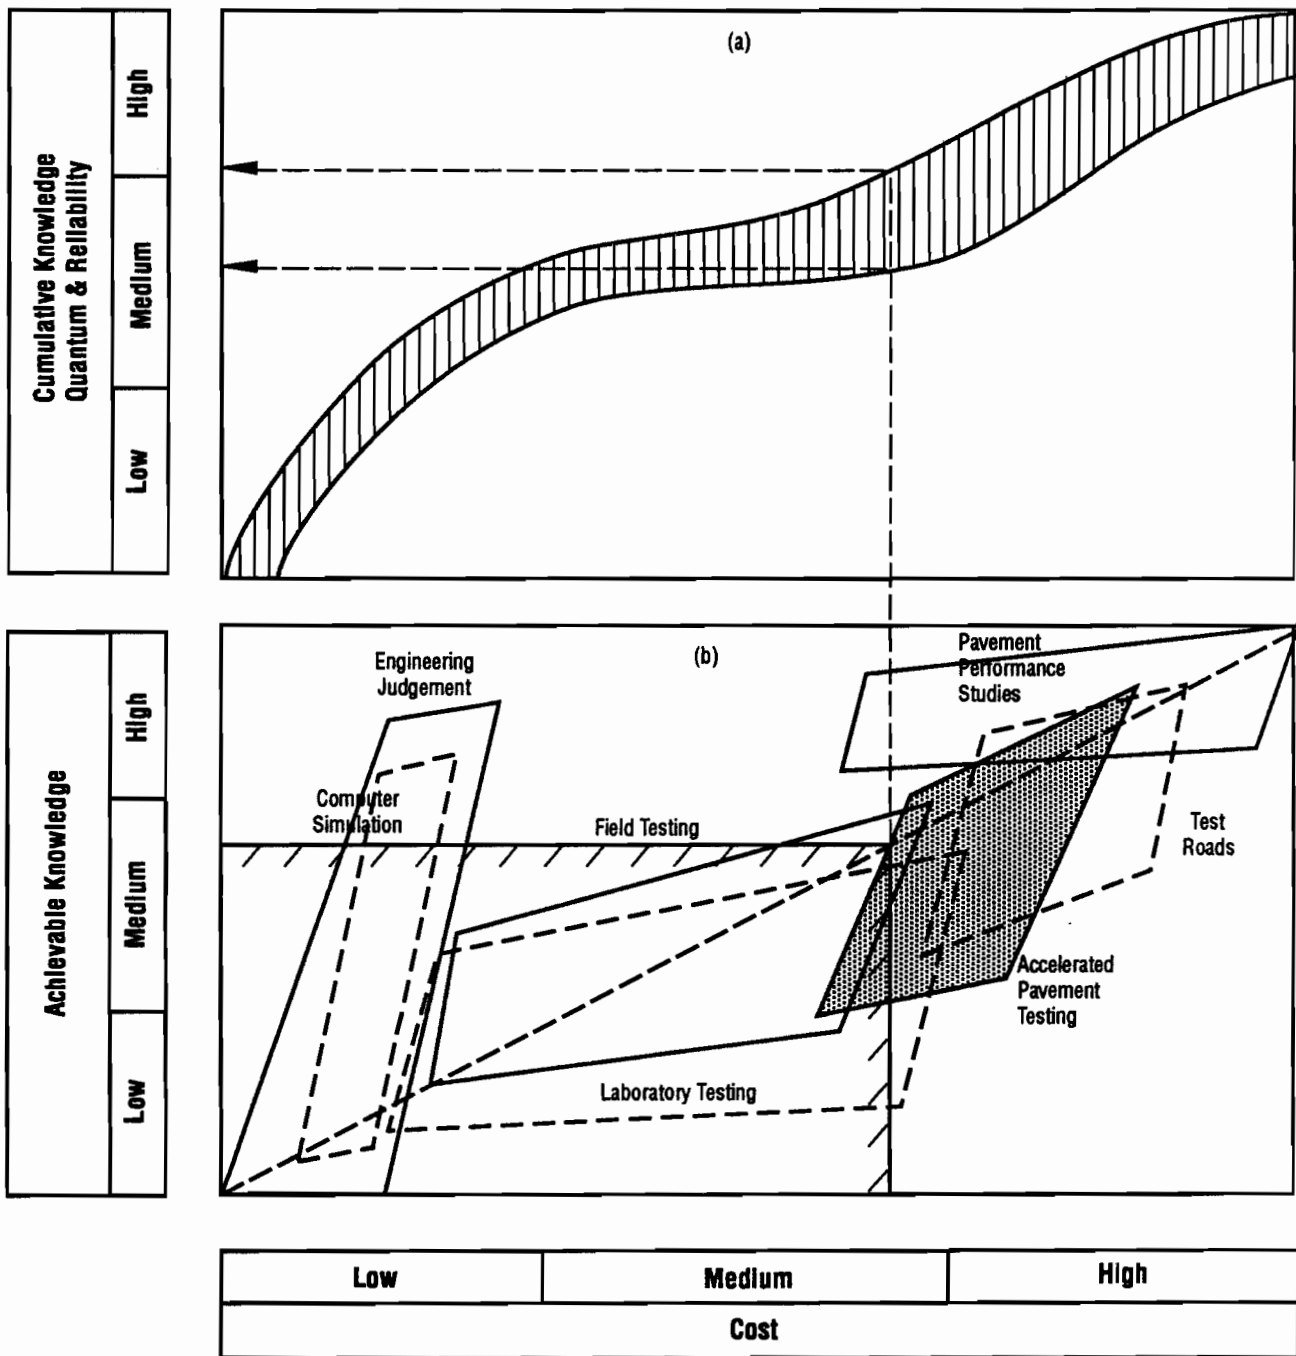 (a)
High
Medium
Low
Cumulative Knowledge
Quantum & Reliability
(b)
Engineering
Judgement
Computer
Simulation
Field Testing
Laboratory Testing
Pavement
Performance
Studies
Test
Roads
Accelerated
Pavement
Testing
High
Medium
Low
Achievable Knowledge
Low
Medium
High
Cost